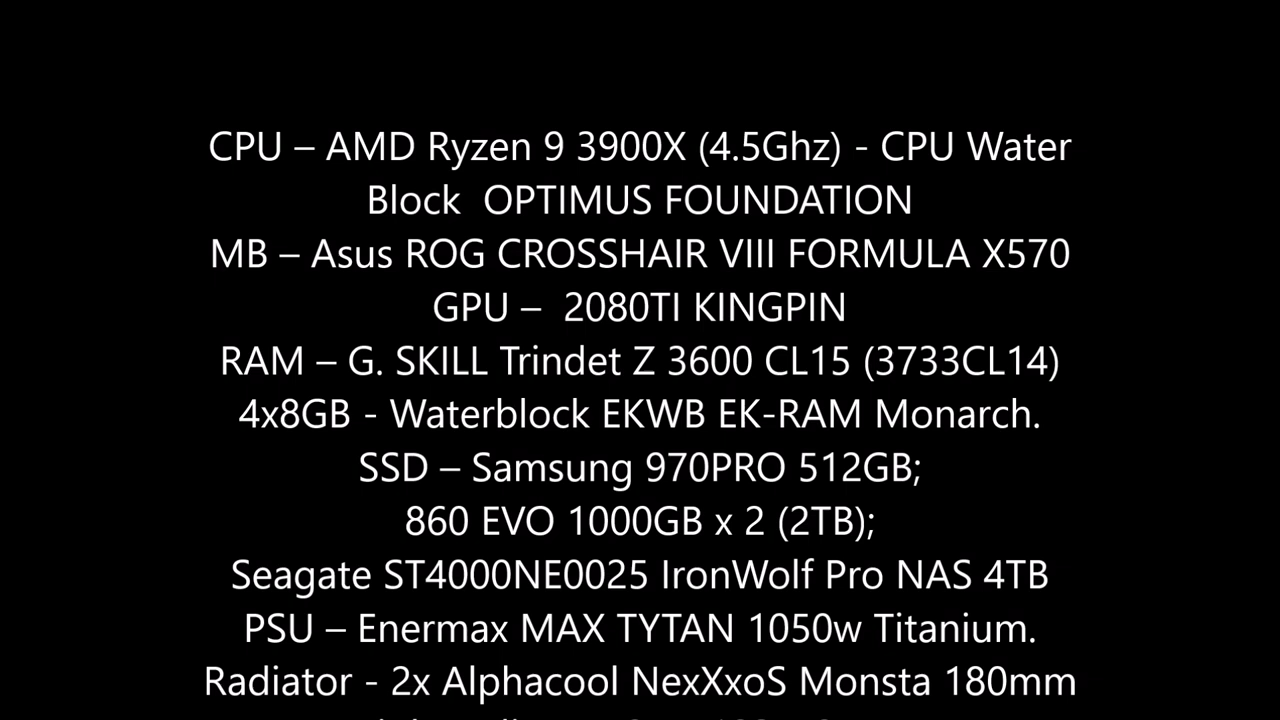 CPU – AMD Ryzen 9 3900X (4.5Ghz) - CPU Water
Block  OPTIMUS FOUNDATION
MB – Asus ROG CROSSHAIR VIII FORMULA X570
GPU –  2080TI KINGPIN
RAM – G. SKILL Trindet Z 3600 CL15 (3733CL14)
4x8GB - Waterblock EKWB EK-RAM Monarch.
SSD – Samsung 970PRO 512GB;
860 EVO 1000GB x 2 (2TB);
Seagate ST4000NE0025 IronWolf Pro NAS 4TB
PSU – Enermax MAX TYTAN 1050w Titanium.
Radiator - 2x Alphacool NexXxoS Monsta 180mm